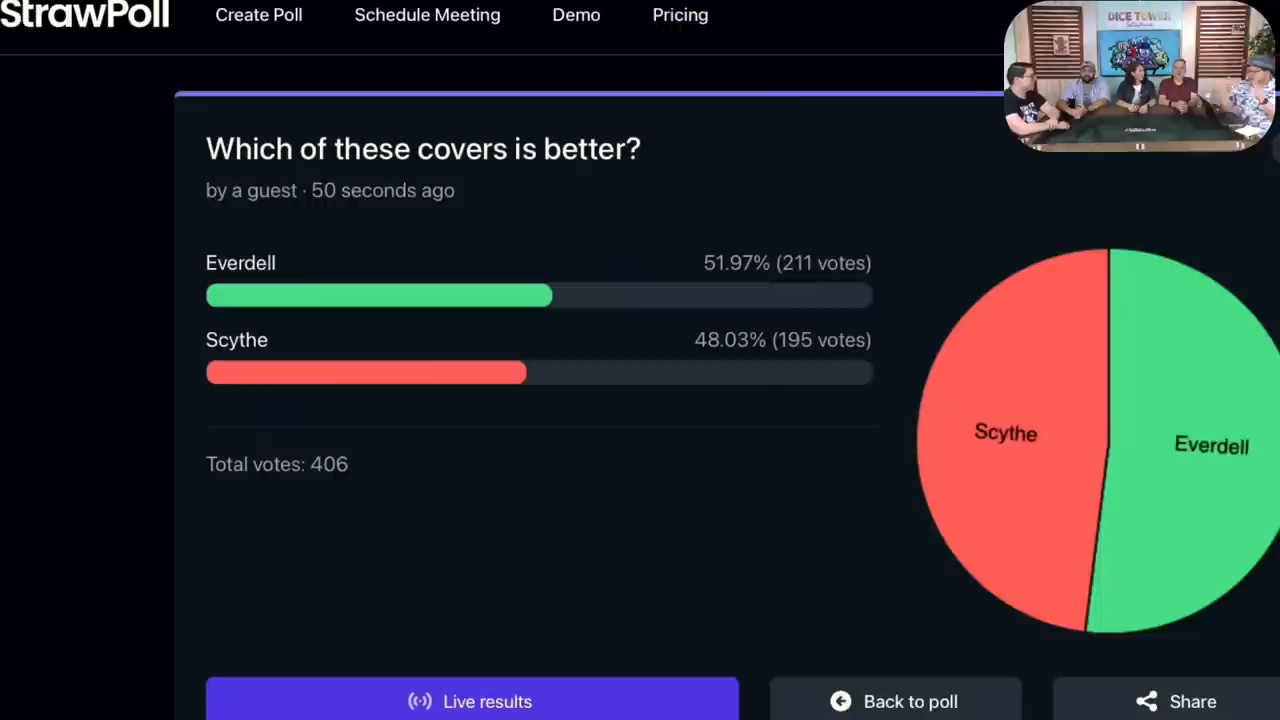 StrawPoll
Create Poll
Schedule Meeting
Demo
Pricing
DICE TOWER
Which of these covers is better?
by a guest · 50 seconds ago
Everdell
51.97% (211 votes)
Scythe
48.03% (195 votes)
Total votes: 406
Scythe
Everdell
Live results
Back to poll
Share